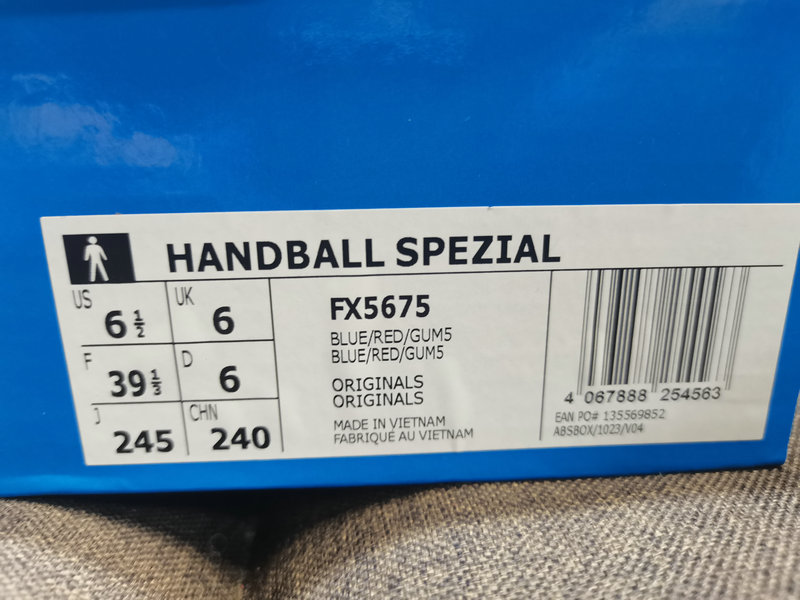 HANDBALL SPEZIAL
US 6 1/2
UK 6
F 39 1/3
D 6
J 245
CHN 240
FX5675
BLUE/RED/GUM5
BLUE/RED/GUM5
ORIGINALS
ORIGINALS
MADE IN VIETNAM
FABRIQUÉ AU VIETNAM
4 067888 254563
EAN PO# 135569852
ABSBOX/1023/V04